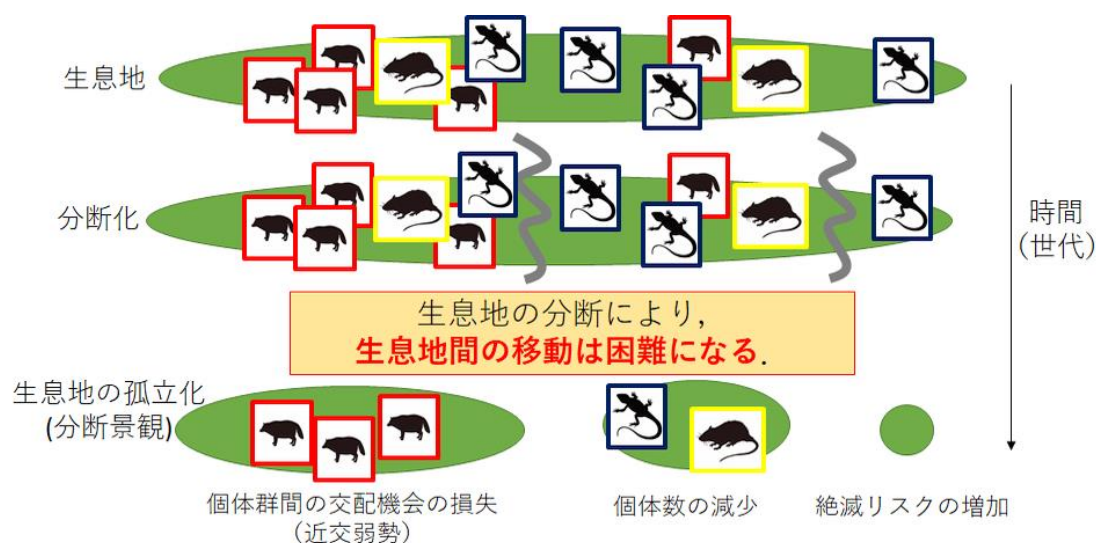 生息地
分断化
時間
(世代)
生息地の分断により,
生息地間の移動は困難になる.
生息地の孤立化
(分断景観)
個体群間の交配機会の損失
（近交弱勢）
個体数の減少
絶滅リスクの増加